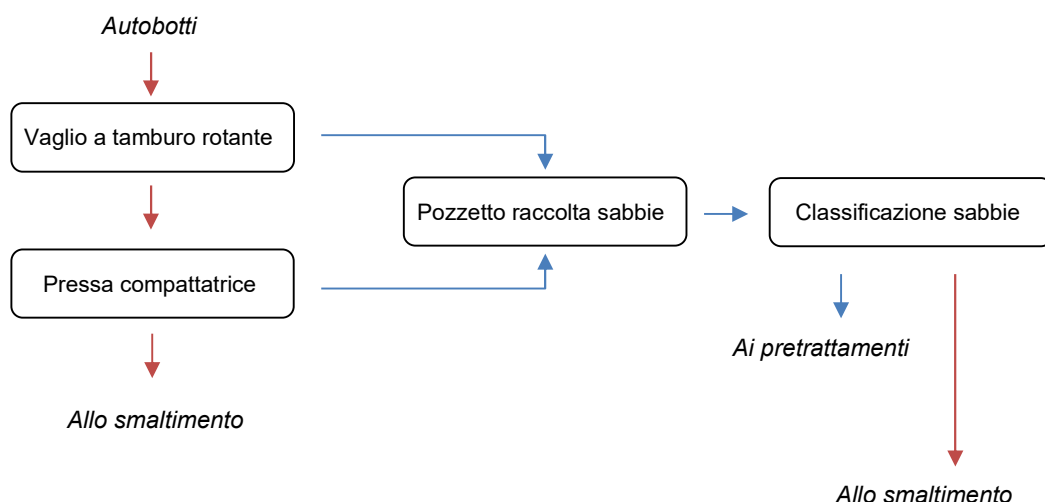 Autobotti
Vaglio a tamburo rotante
Pozzetto raccolta sabbie
Classificazione sabbie
Pressa compattatrice
Ai pretrattamenti
Allo smaltimento
Allo smaltimento